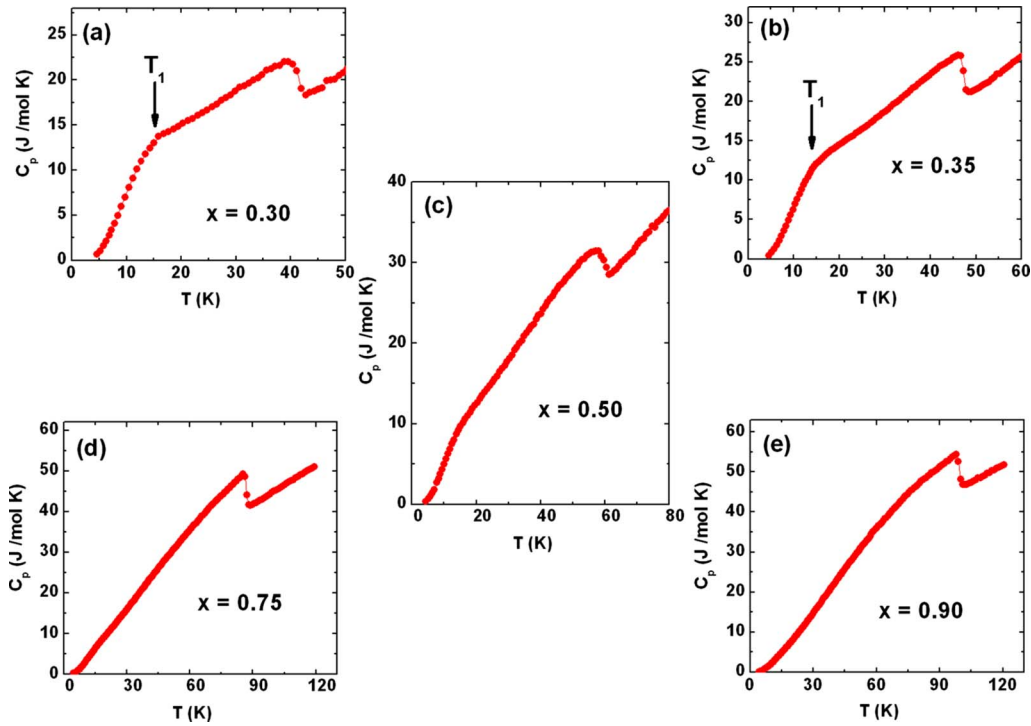 (a)
T1
x = 0.30
Cp (J /mol K)
25
20
15
10
5
0
0 10 20 30 40 50
T (K)
(b)
T1
x = 0.35
Cp (J /mol K)
30
25
20
15
10
5
0
0 10 20 30 40 50 60
T (K)
(c)
x = 0.50
Cp (J /mol K)
40
30
20
10
0
20 40 60 80
T (K)
(d)
x = 0.75
Cp (J /mol K)
60
50
40
30
20
10
0
0 30 60 90 120
T (K)
(e)
x = 0.90
Cp (J /mol K)
60
50
40
30
20
10
0
0 30 60 90 120
T (K)